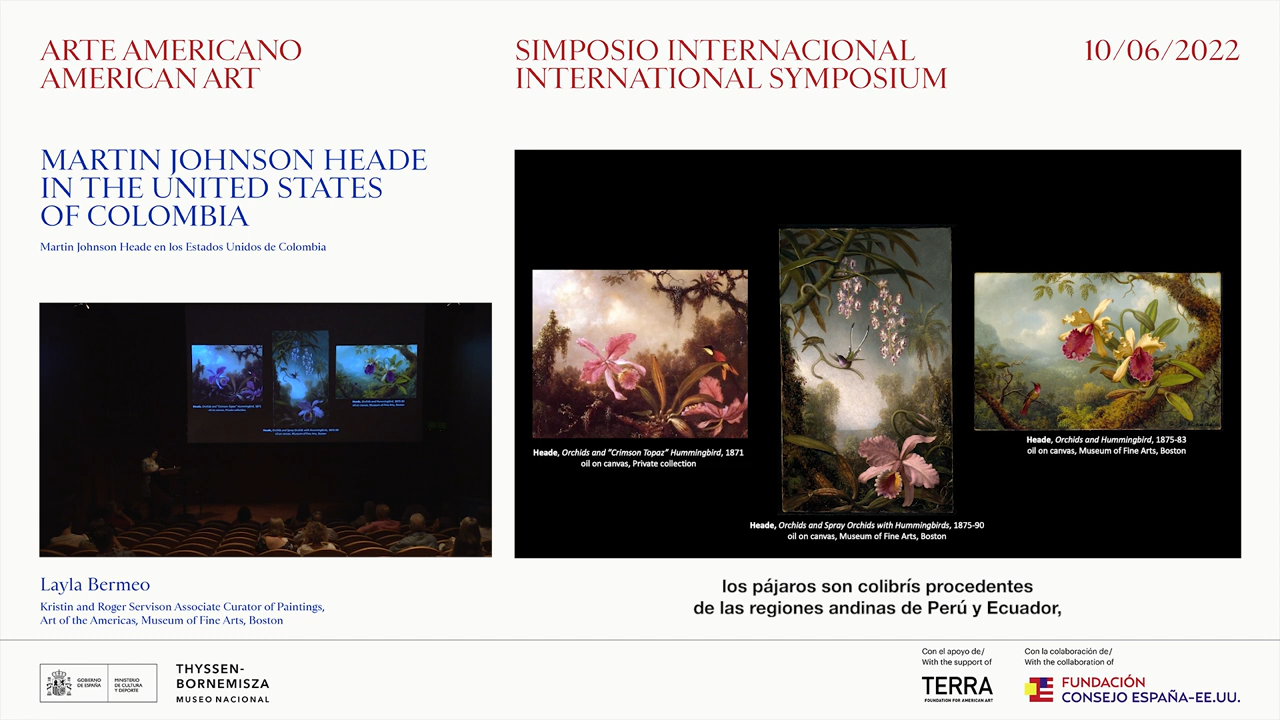 ARTE AMERICANO
AMERICAN ART
SIMPOSIO INTERNACIONAL
INTERNATIONAL SYMPOSIUM
10/06/2022
MARTIN JOHNSON HEADE
IN THE UNITED STATES
OF COLOMBIA
Martin Johnson Heade en los Estados Unidos de Colombia
Heade, Orchids and "Crimson Topaz" Hummingbird, 1871
oil on canvas, Private collection
Heade, Orchids and Spray Orchids with Hummingbirds, 1875-90
oil on canvas, Museum of Fine Arts, Boston
Heade, Orchids and Hummingbird, 1875-83
oil on canvas, Museum of Fine Arts, Boston
Layla Bermeo
Kristin and Roger Servison Associate Curator of Paintings,
Art of the Americas, Museum of Fine Arts, Boston
los pájaros son colibrís procedentes
de las regiones andinas de Perú y Ecuador,
GOBIERNO
DE ESPAÑA
MINISTERIO
DE CULTURA
Y DEPORTE
THYSSEN-
BORNEMISZA
MUSEO NACIONAL
Con el apoyo de/
With the support of
TERRA
FOUNDATION FOR AMERICAN ART
Con la colaboración de/
With the collaboration of
FUNDACIÓN
CONSEJO ESPAÑA-EE.UU.